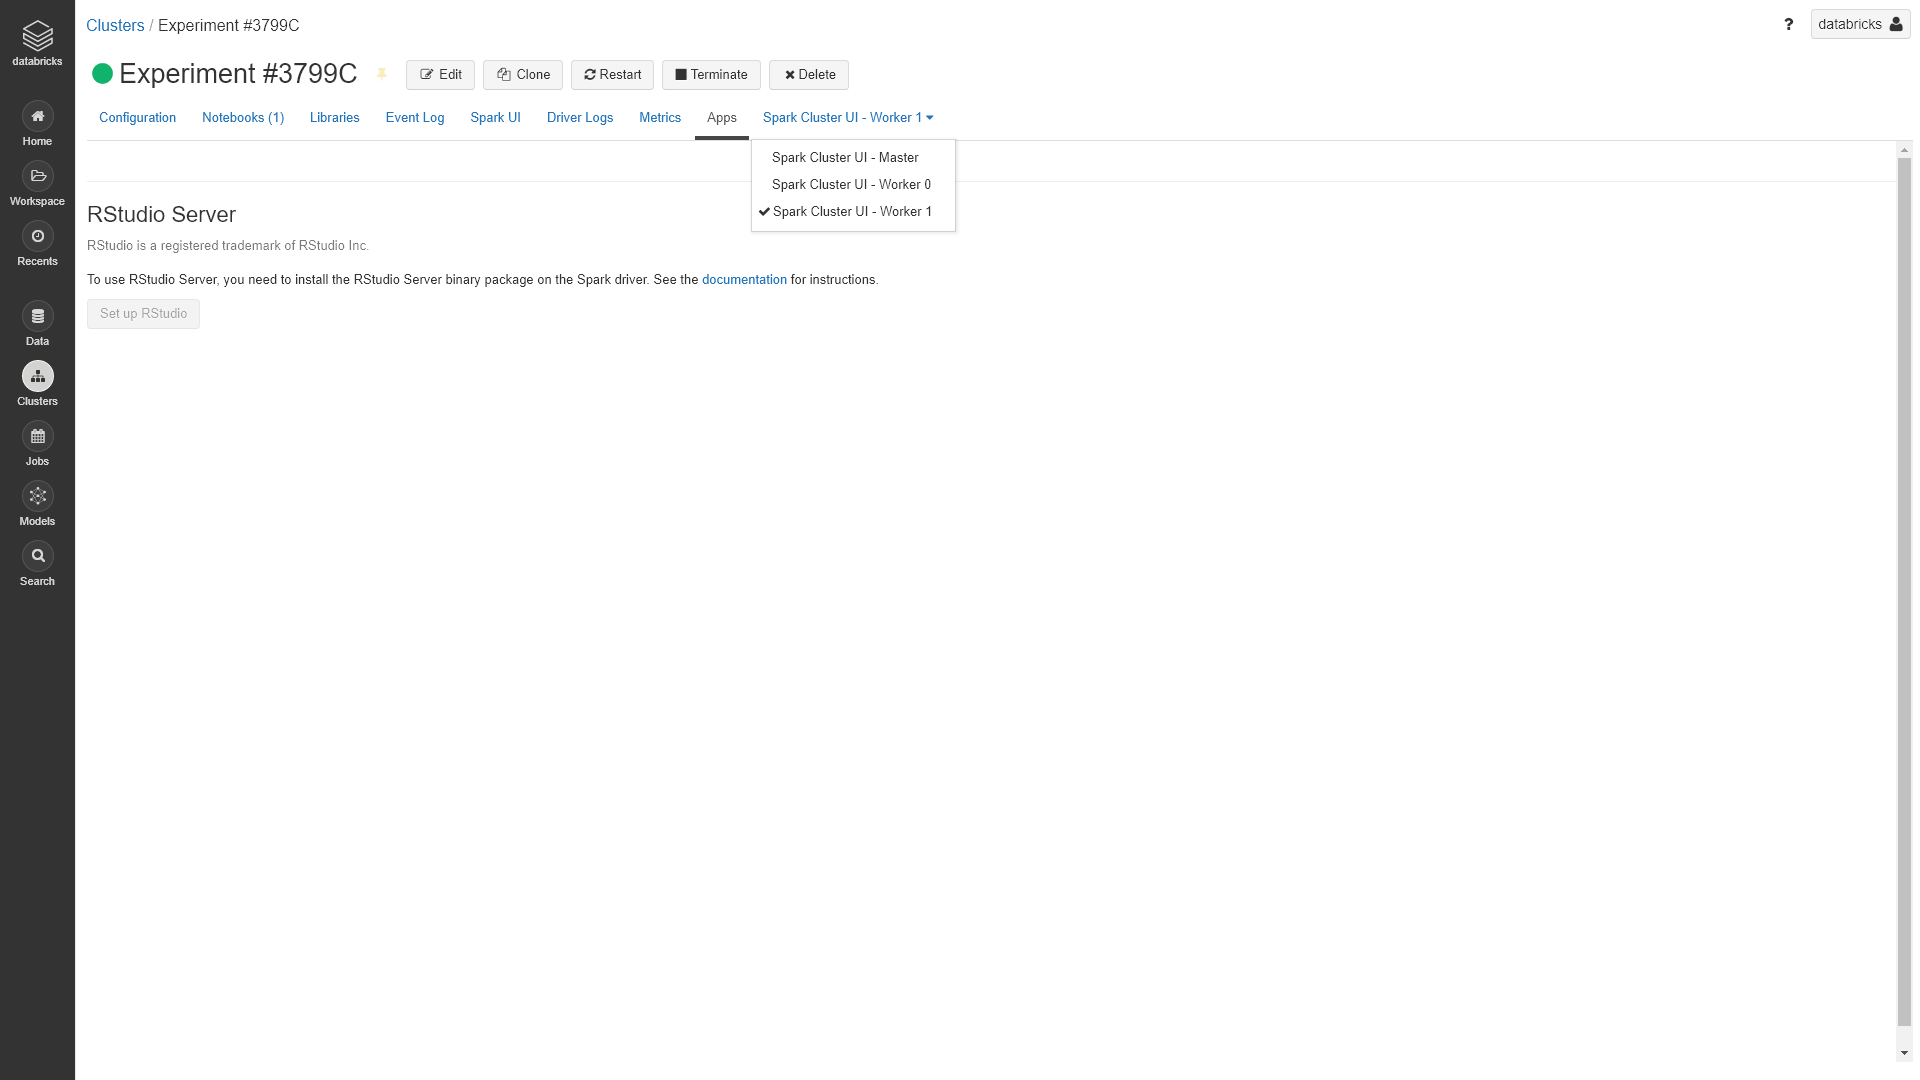 databricks
Home
Workspace
Recents
Data
Clusters
Jobs
Models
Search
Clusters / Experiment #3799C
? databricks
Experiment #3799C Edit Clone Restart Terminate Delete
Configuration Notebooks (1) Libraries Event Log Spark UI Driver Logs Metrics Apps Spark Cluster UI - Worker 1
Spark Cluster UI - Master
Spark Cluster UI - Worker 0
Spark Cluster UI - Worker 1
RStudio Server
RStudio is a registered trademark of RStudio Inc.
To use RStudio Server, you need to install the RStudio Server binary package on the Spark driver. See the documentation for instructions.
Set up RStudio